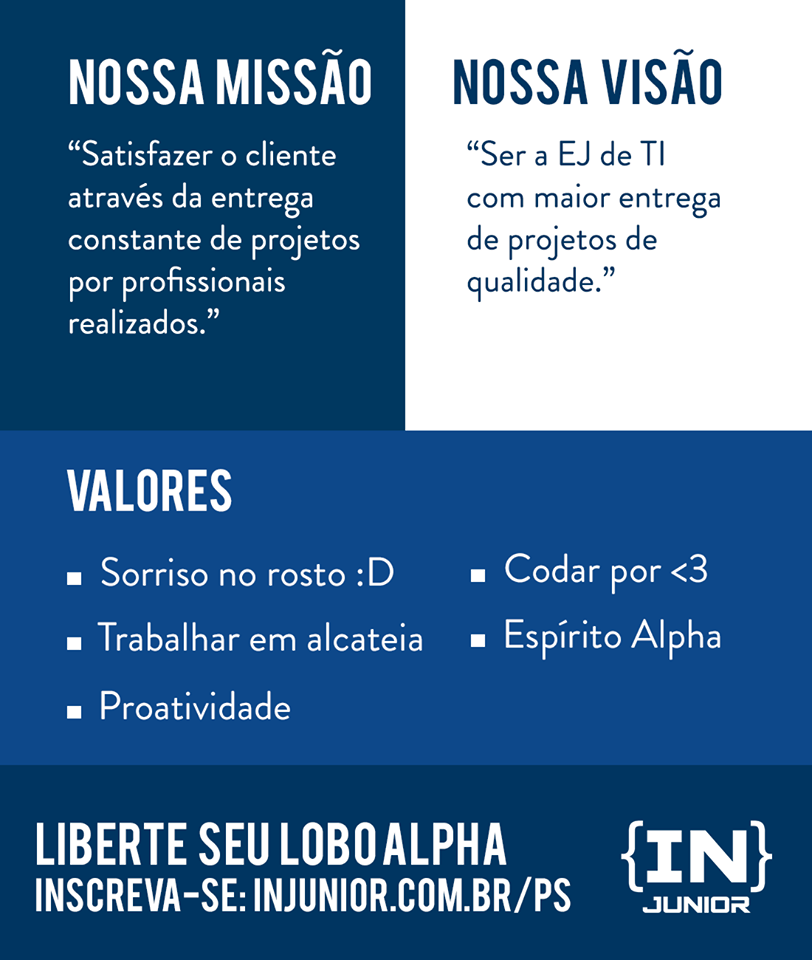 NOSSA MISSÃO
“Satisfazer o cliente
através da entrega
constante de projetos
por profissionais
realizados.”
NOSSA VISÃO
“Ser a EJ de TI
com maior entrega
de projetos de
qualidade.”
VALORES
▪ Sorriso no rosto :D
▪ Trabalhar em alcateia
▪ Proatividade
▪ Codar por <3
▪ Espírito Alpha
LIBERTE SEU LOBO ALPHA
INSCREVA-SE: INJUNIOR.COM.BR/PS
{IN}
JUNIOR